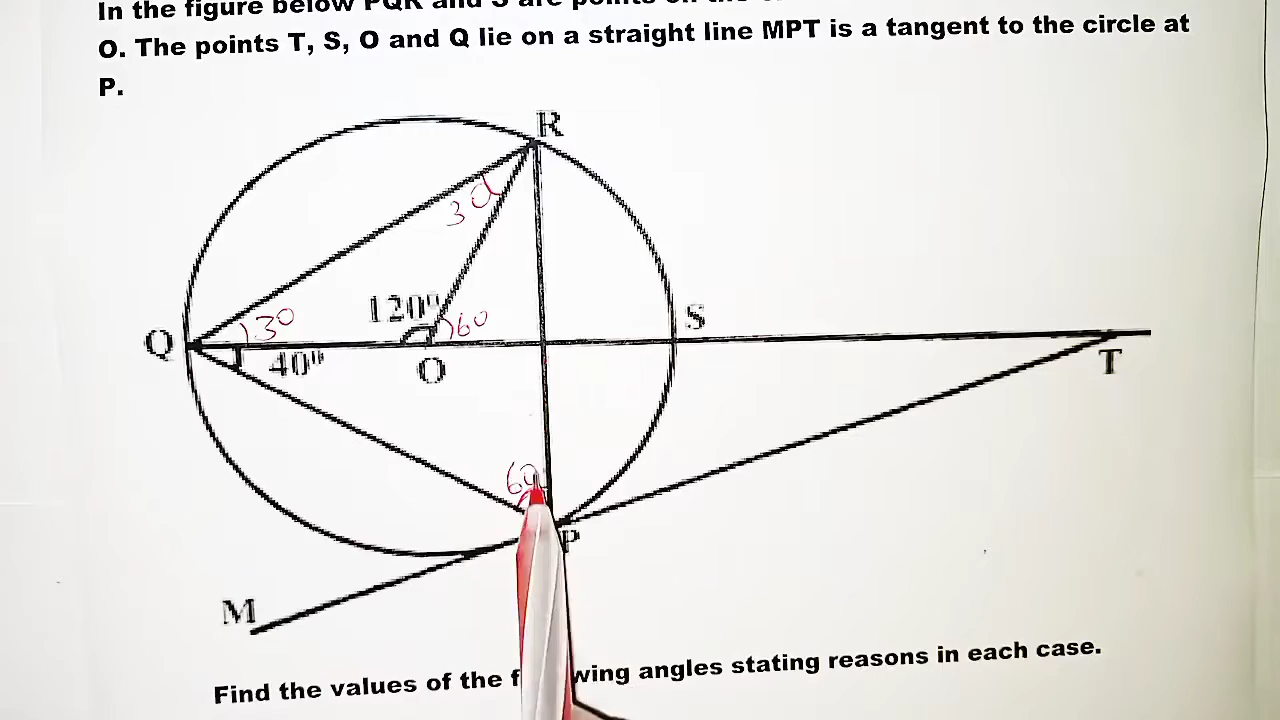 In the figure below PQR and S are points on the
O. The points T, S, O and Q lie on a straight line MPT is a tangent to the circle at
P.
R
30
120°
60
30
S
Q
40°
O
T
60
P
M
Find the values of the following angles stating reasons in each case.